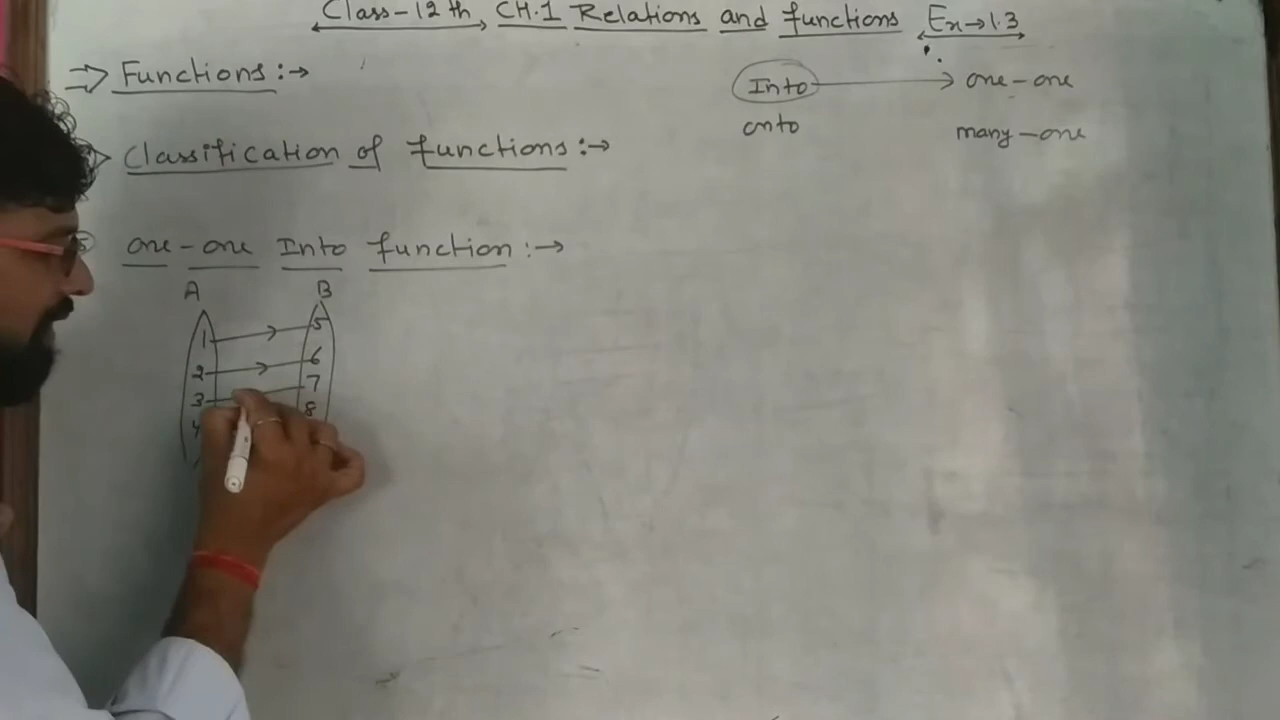 Class-12th, CH.1 Relations and functions Ex→1.3
⇒ Functions:→
Into → one-one
onto many-one
Classification of functions:→
one-one Into function:→
A B
1 → 5
2 → 6
3 7
4 8